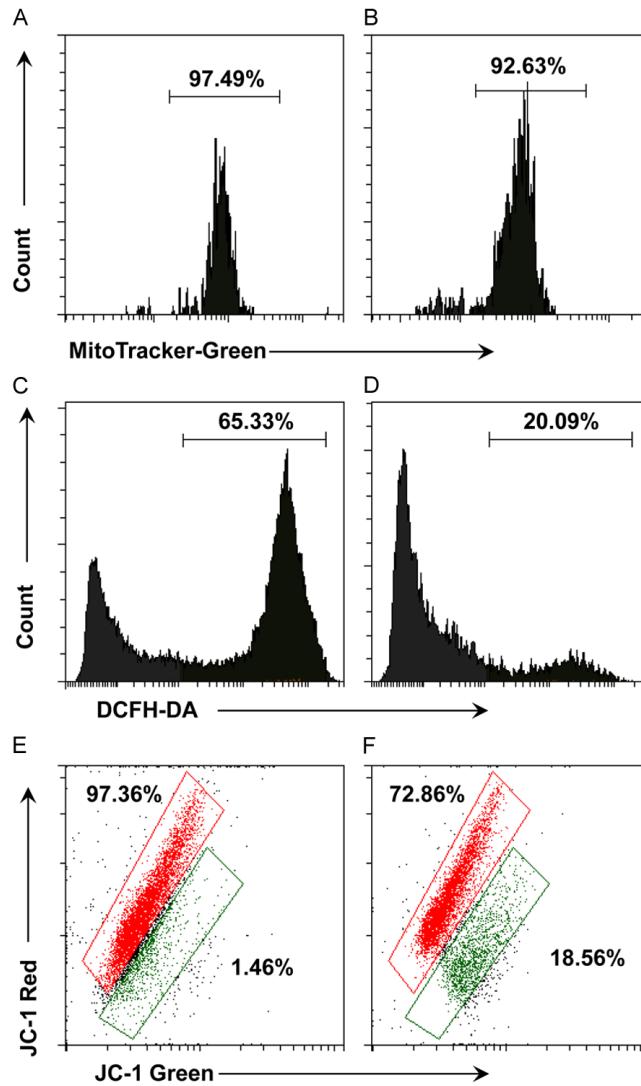 A
B
Count
97.49%
92.63%
MitoTracker-Green
C
D
Count
65.33%
20.09%
DCFH-DA
E
F
JC-1 Red
97.36%
72.86%
1.46%
18.56%
JC-1 Green